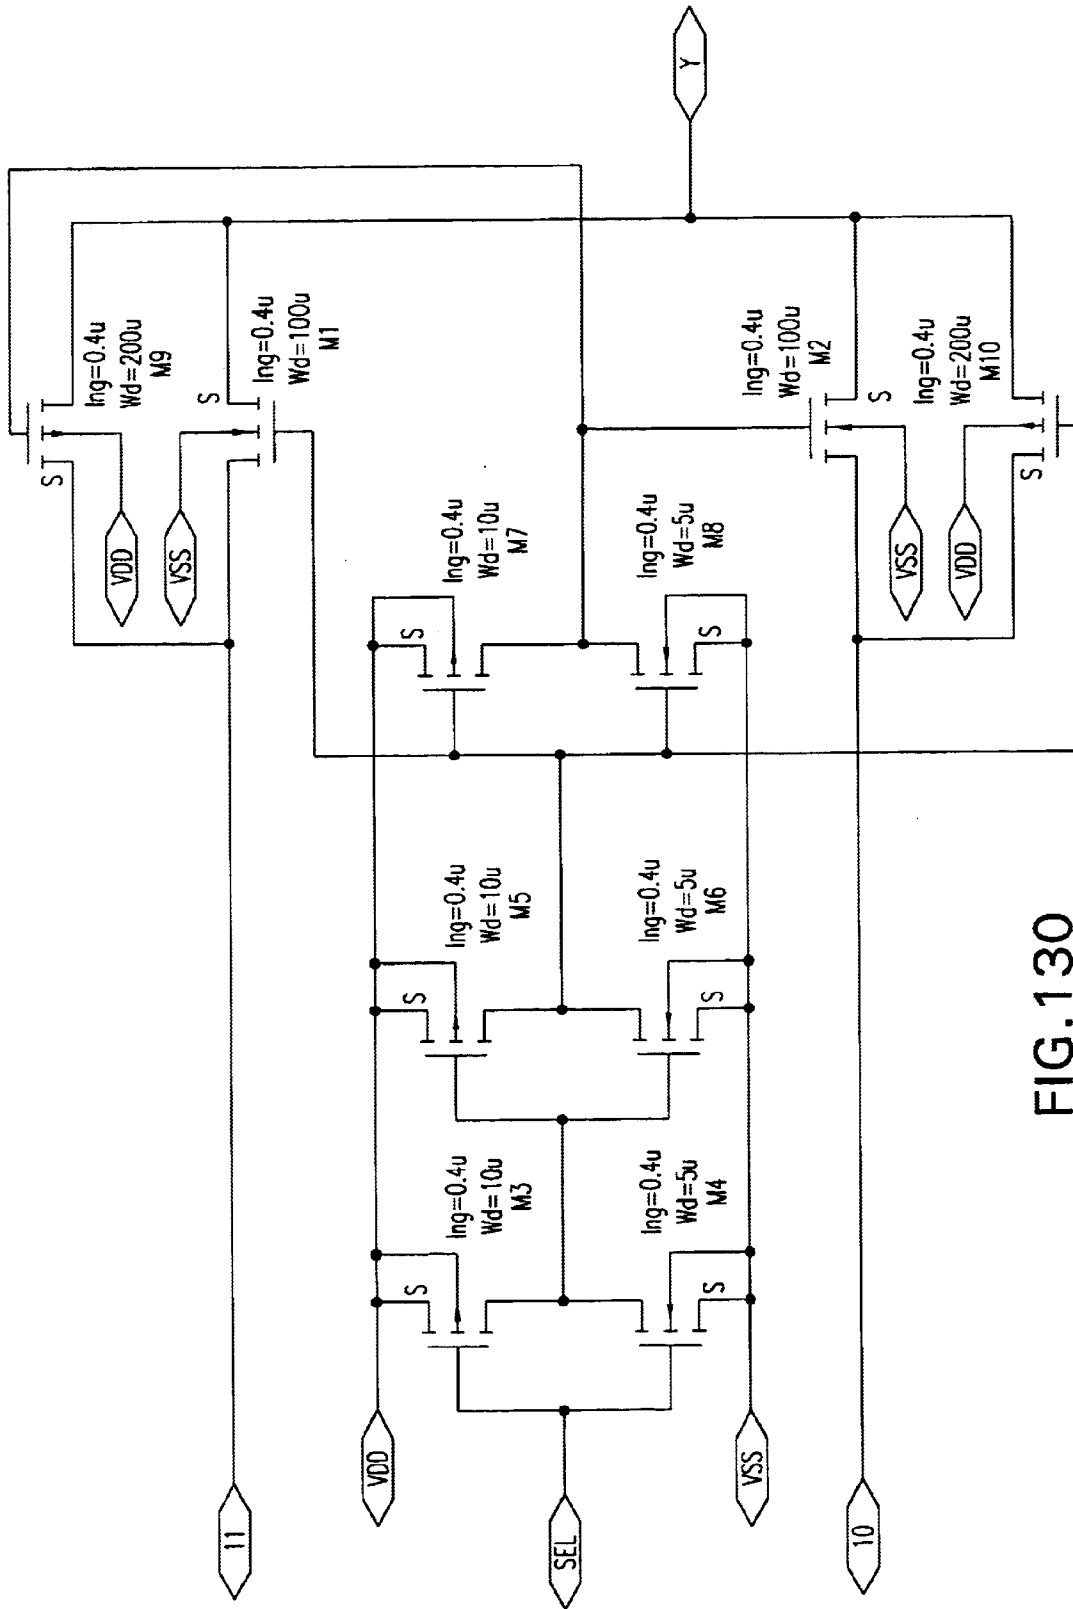 S
lng=0.4u
Wd=200u
M9
VDD
VSS
S
lng=0.4u
Wd=100u
M1
11
VDD
S
lng=0.4u
Wd=10u
M3
S
lng=0.4u
Wd=10u
M5
S
lng=0.4u
Wd=10u
M7
SEL
Y
lng=0.4u
Wd=5u
M4
S
lng=0.4u
Wd=5u
M6
S
lng=0.4u
Wd=5u
M8
S
VSS
lng=0.4u
Wd=100u
M2
S
10
VSS
VDD
lng=0.4u
Wd=200u
M10
S
FIG.130